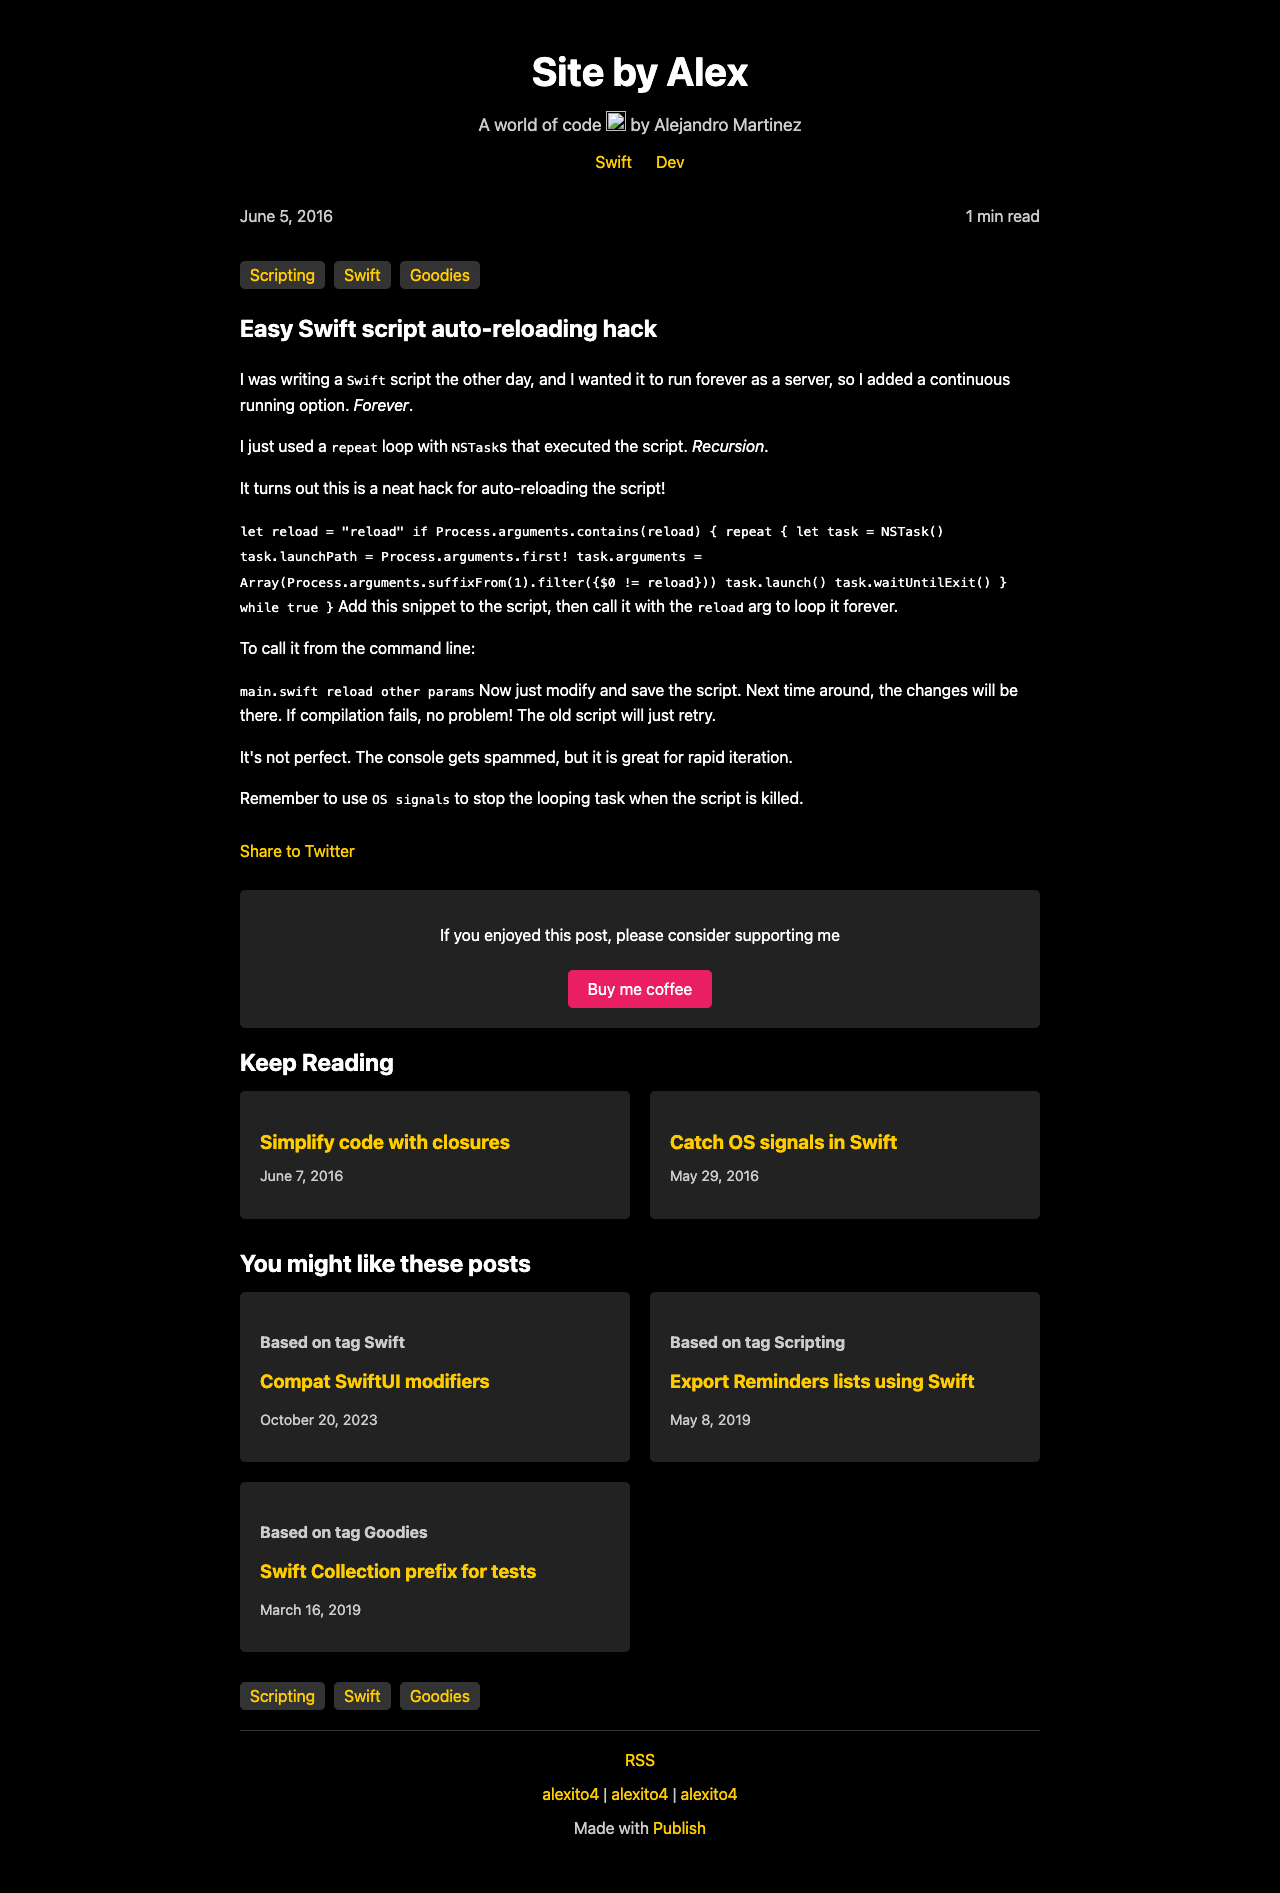 Site by Alex
A world of code by Alejandro Martinez
Swift Dev
June 5, 2016 1 min read
Scripting Swift Goodies
Easy Swift script auto-reloading hack
I was writing a Swift script the other day, and I wanted it to run forever as a server, so I added a continuous
running option. Forever.
I just used a repeat loop with NSTasks that executed the script. Recursion.
It turns out this is a neat hack for auto-reloading the script!
let reload = "reload" if Process.arguments.contains(reload) { repeat { let task = NSTask()
task.launchPath = Process.arguments.first! task.arguments =
Array(Process.arguments.suffixFrom(1).filter({$0 != reload})) task.launch() task.waitUntilExit() }
while true } Add this snippet to the script, then call it with the reload arg to loop it forever.
To call it from the command line:
main.swift reload other params Now just modify and save the script. Next time around, the changes will be
there. If compilation fails, no problem! The old script will just retry.
It's not perfect. The console gets spammed, but it is great for rapid iteration.
Remember to use OS signals to stop the looping task when the script is killed.
Share to Twitter
If you enjoyed this post, please consider supporting me
Buy me coffee
Keep Reading
Simplify code with closures
June 7, 2016
Catch OS signals in Swift
May 29, 2016
You might like these posts
Based on tag Swift
Compat SwiftUI modifiers
October 20, 2023
Based on tag Scripting
Export Reminders lists using Swift
May 8, 2019
Based on tag Goodies
Swift Collection prefix for tests
March 16, 2019
Scripting Swift Goodies
RSS
alexito4 | alexito4 | alexito4
Made with Publish